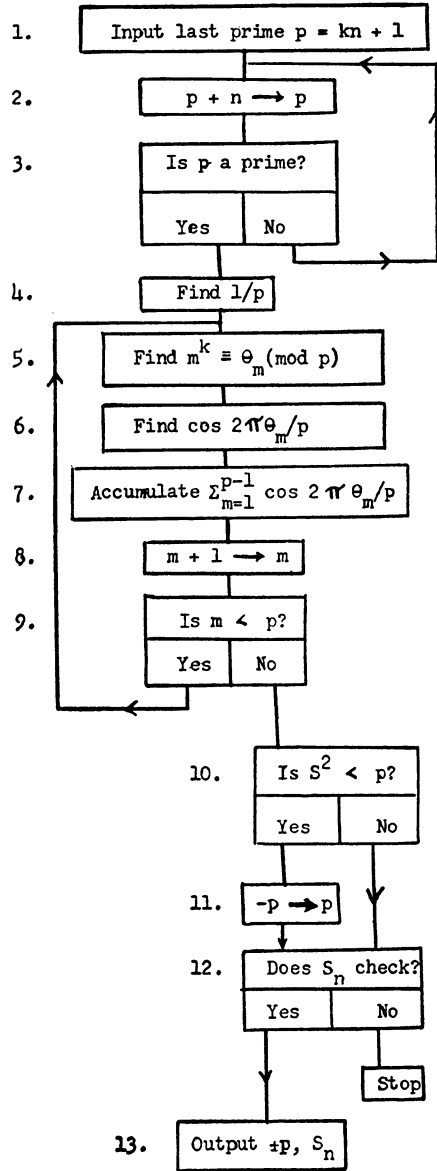 1. Input last prime p = kn + 1
2. p + n → p
3. Is p a prime?
Yes No
4. Find 1/p
5. Find m^k ≡ θ_m(mod p)
6. Find cos 2πθ_m/p
7. Accumulate Σ_{m=1}^{p-1} cos 2πθ_m/p
8. m + 1 → m
9. Is m < p?
Yes No
10. Is S^2 < p?
Yes No
11. -p → p
12. Does S_n check?
Yes No
Stop
13. Output ±p, S_n